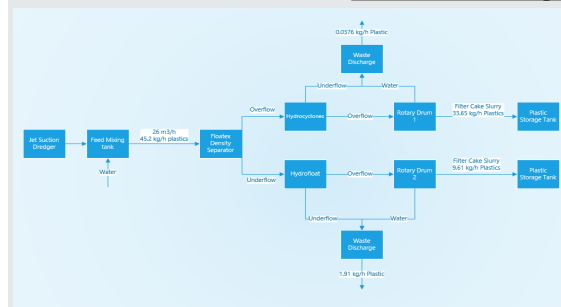 0.0376 kg/h Plastic
Waste
Discharge
Underflow
Water
Overflow
Hydrocyclones
Overflow
Rotary Drum
1
Filter Cake Slurry
33.65 kg/h Plastics
Plastic
Storage Tank
Jet Suction
Dredger
Feed Mixing
tank
26 m3/h
45.2 kg/h plastics
Floatex
Density
Separator
Water
Underflow
Hydrofloat
Overflow
Rotary Drum
2
Filter Cake Slurry
9.61 kg/h Plastics
Plastic
Storage Tank
Underflow
Water
Waste
Discharge
1.91 kg/h Plastic